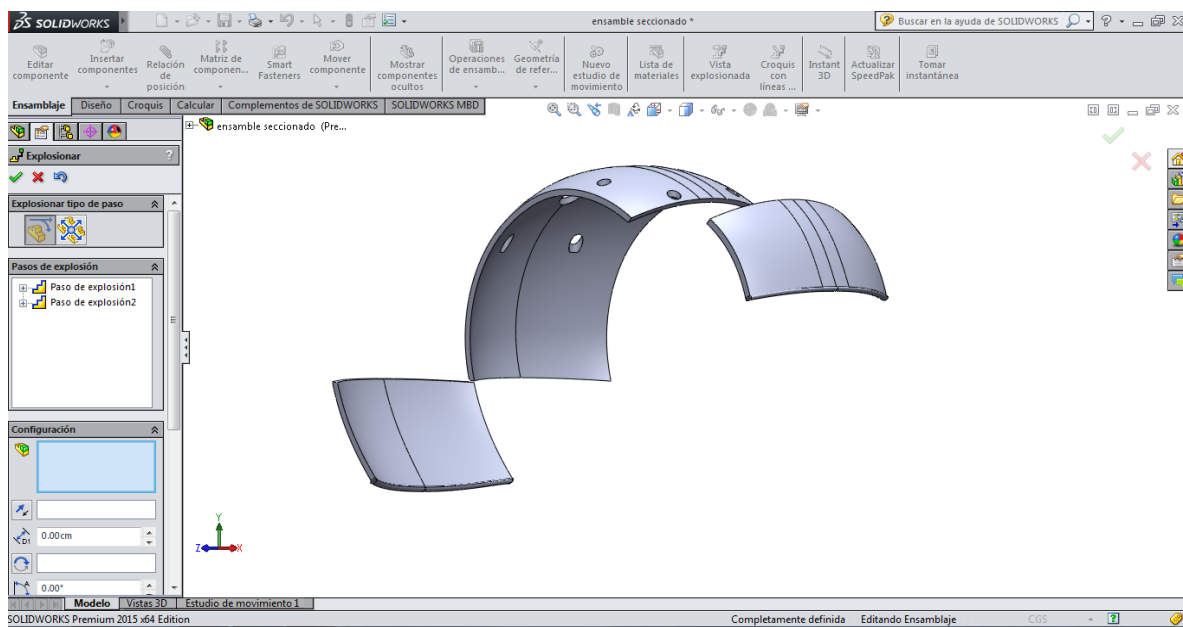 SOLIDWORKS
ensamble seccionado *
Buscar en la ayuda de SOLIDWORKS
Editar componente
Insertar componentes
Relación de posición
Matriz de componen...
Smart Fasteners
Mover componente
Mostrar componentes ocultos
Operaciones de ensamb...
Geometría de refer...
Nuevo estudio de movimiento
Lista de materiales
Vista explosionada
Croquis con líneas ...
Instant 3D
Actualizar SpeedPak
Tomar instantánea
Ensamblaje Diseño Croquis Calcular Complementos de SOLIDWORKS SOLIDWORKS MBD
ensamble seccionado (Pre...
Explosionar ?
Explosionar tipo de paso
Pasos de explosión
Paso de explosión1
Paso de explosión2
Configuración
D1 0.00cm
A 0.00°
Y
Z X
Modelo Vistas 3D Estudio de movimiento 1
SOLIDWORKS Premium 2015 x64 Edition Completamente definida Editando Ensamblaje CGS